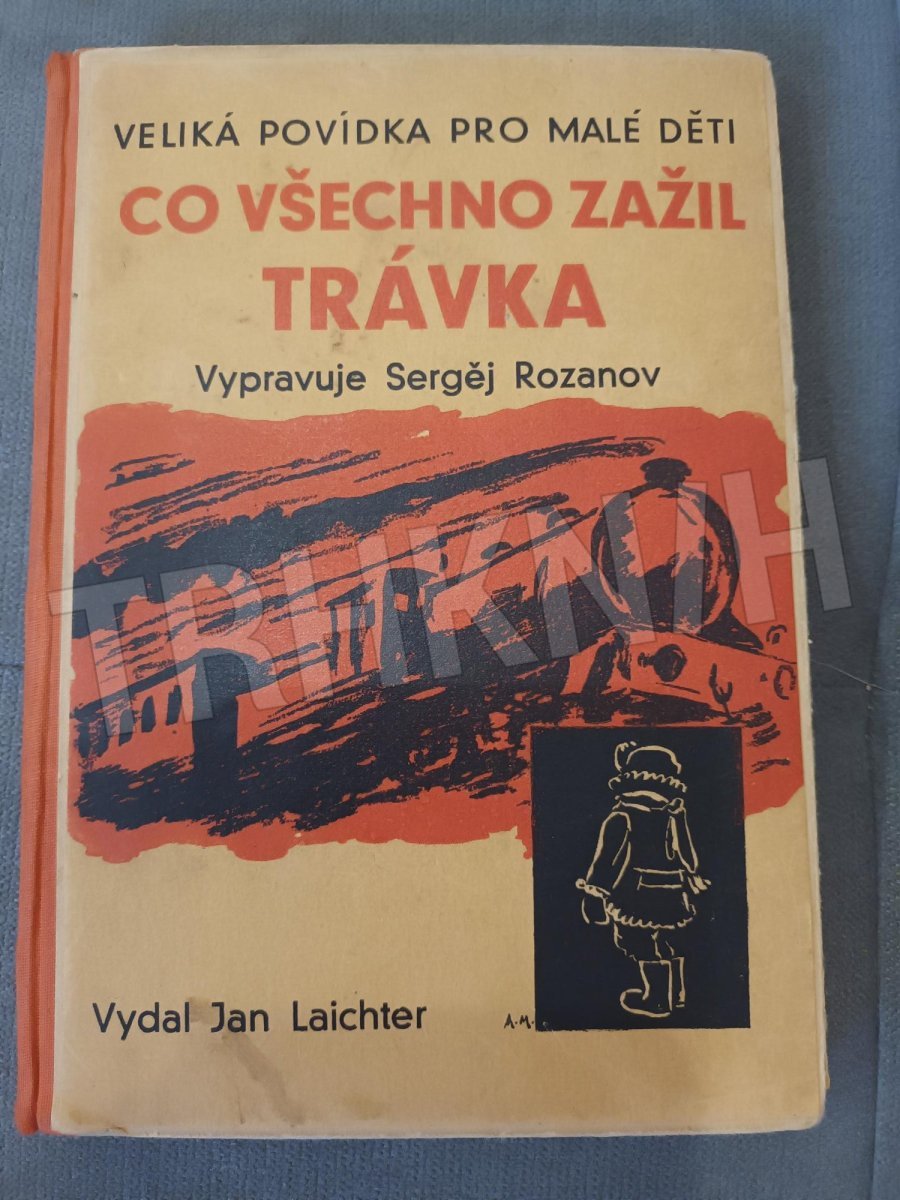 VELIKÁ POVÍDKA PRO MALÉ DĚTI
CO VŠECHNO ZAŽIL
TRÁVKA
Vypravuje Sergěj Rozanov
TRHKNIH
Vydal Jan Laichter
A.M.